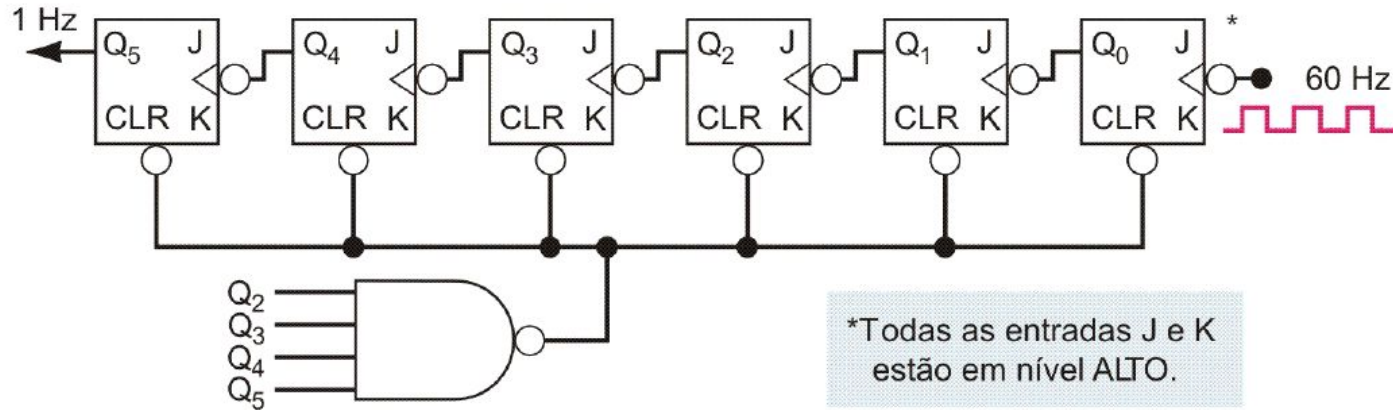 1 Hz
Q5 J CLR K
Q4 J CLR K
Q3 J CLR K
Q2 J CLR K
Q1 J CLR K
Q0 J CLR K
*
60 Hz
Q2
Q3
Q4
Q5
*Todas as entradas J e K
estão em nível ALTO.